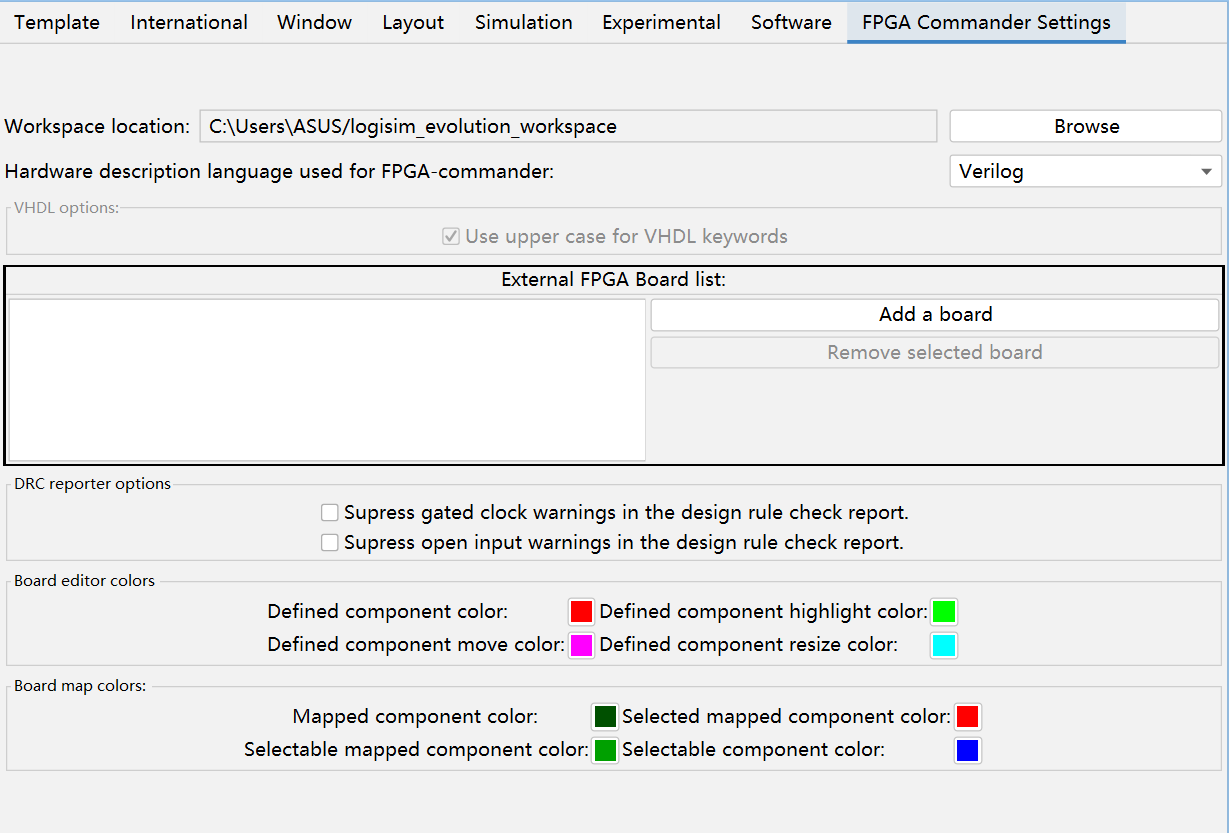 Template International Window Layout Simulation Experimental Software FPGA Commander Settings
Workspace location: C:\Users\ASUS/logisim_evolution_workspace Browse
Hardware description language used for FPGA-commander: Verilog
VHDL options:
Use upper case for VHDL keywords
External FPGA Board list:
Add a board
Remove selected board
DRC reporter options
Supress gated clock warnings in the design rule check report.
Supress open input warnings in the design rule check report.
Board editor colors
Defined component color: Defined component highlight color:
Defined component move color: Defined component resize color:
Board map colors:
Mapped component color: Selected mapped component color:
Selectable mapped component color: Selectable component color: